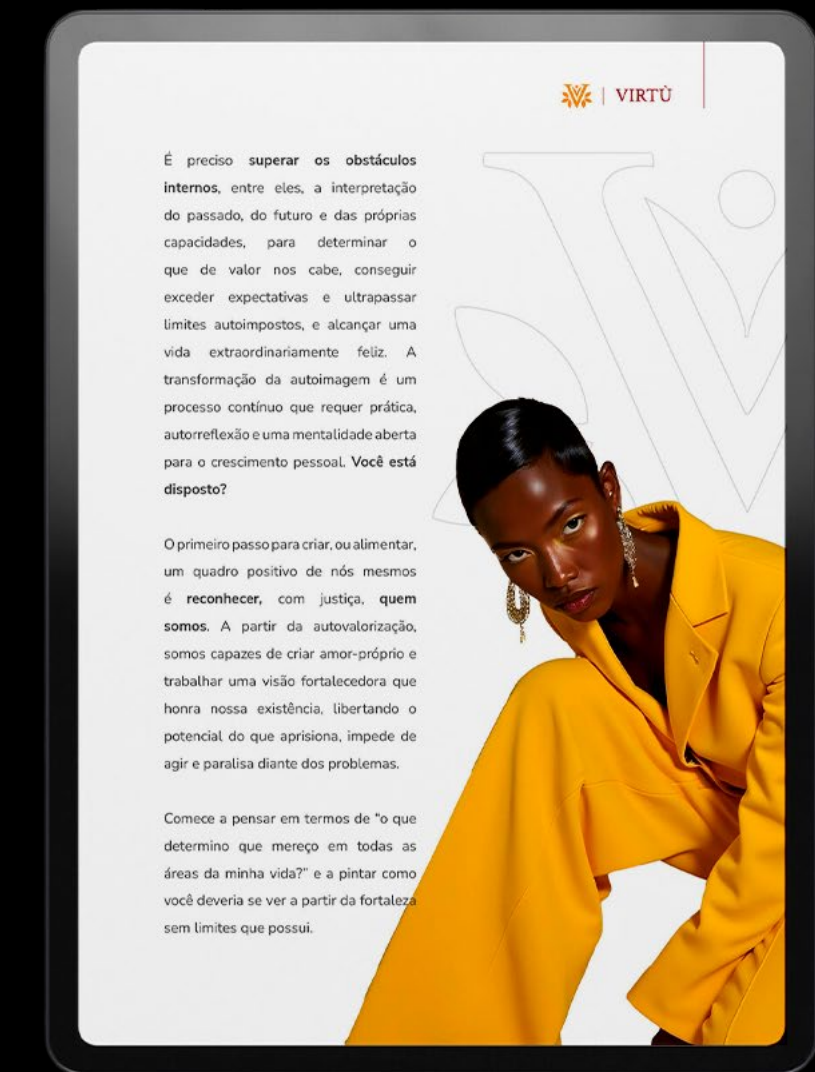 VIRTÙ
É preciso superar os obstáculos
internos, entre eles, a interpretação
do passado, do futuro e das próprias
capacidades, para determinar o
que de valor nos cabe, conseguir
exceder expectativas e ultrapassar
limites autoimpostos, e alcançar uma
vida extraordinariamente feliz. A
transformação da autoimagem é um
processo contínuo que requer prática,
autorreflexão e uma mentalidade aberta
para o crescimento pessoal. Você está
disposto?
O primeiro passo para criar, ou alimentar,
um quadro positivo de nós mesmos
é reconhecer, com justiça, quem
somos. A partir da autovalorização,
somos capazes de criar amor-próprio e
trabalhar uma visão fortalecedora que
honra nossa existência, libertando o
potencial do que aprisiona, impede de
agir e paralisa diante dos problemas.
Comece a pensar em termos de “o que
determino que mereço em todas as
áreas da minha vida?” e a pintar como
você deveria se ver a partir da fortaleza
sem limites que possui.